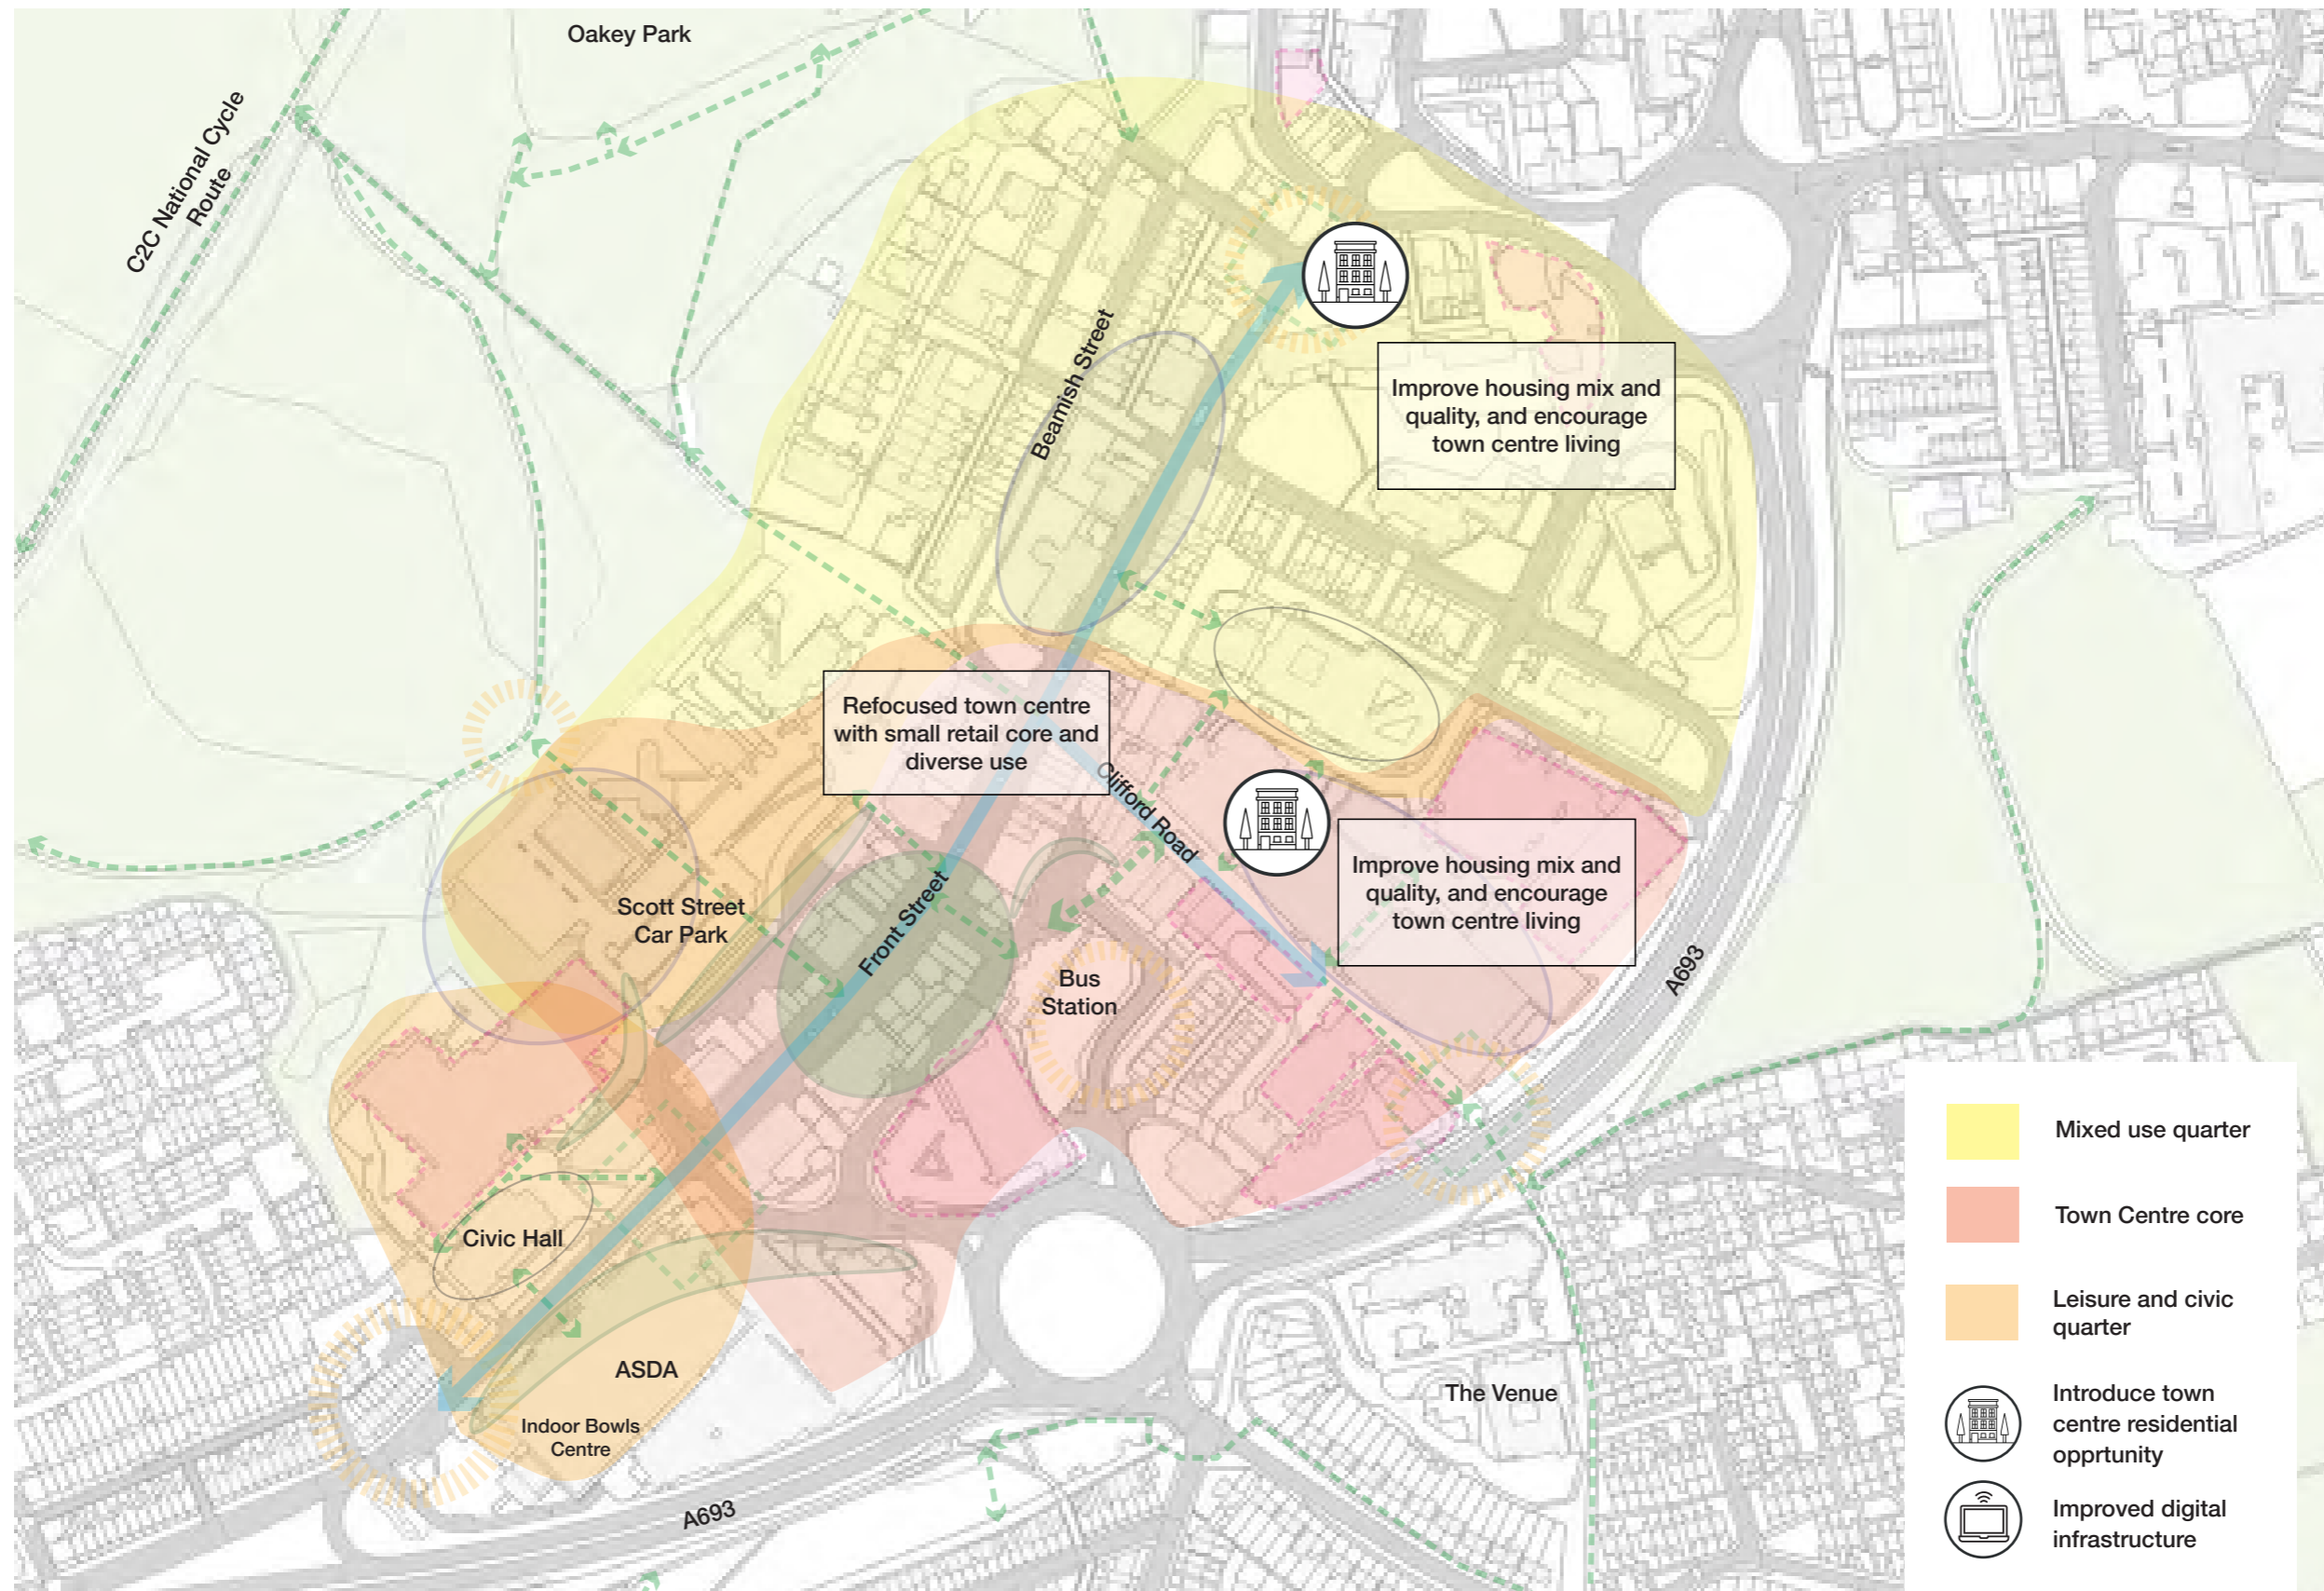 Oakey Park
C2C National Cycle
Route
Beamish Street
Improve housing mix and
quality, and encourage
town centre living
Refocused town centre
with small retail core and
diverse use
Clifford Road
Improve housing mix and
quality, and encourage
town centre living
Scott Street
Car Park
Front Street
Bus
Station
A693
Civic Hall
ASDA
Indoor Bowls
Centre
The Venue
A693
Mixed use quarter
Town Centre core
Leisure and civic
quarter
Introduce town
centre residential
opprtunity
Improved digital
infrastructure